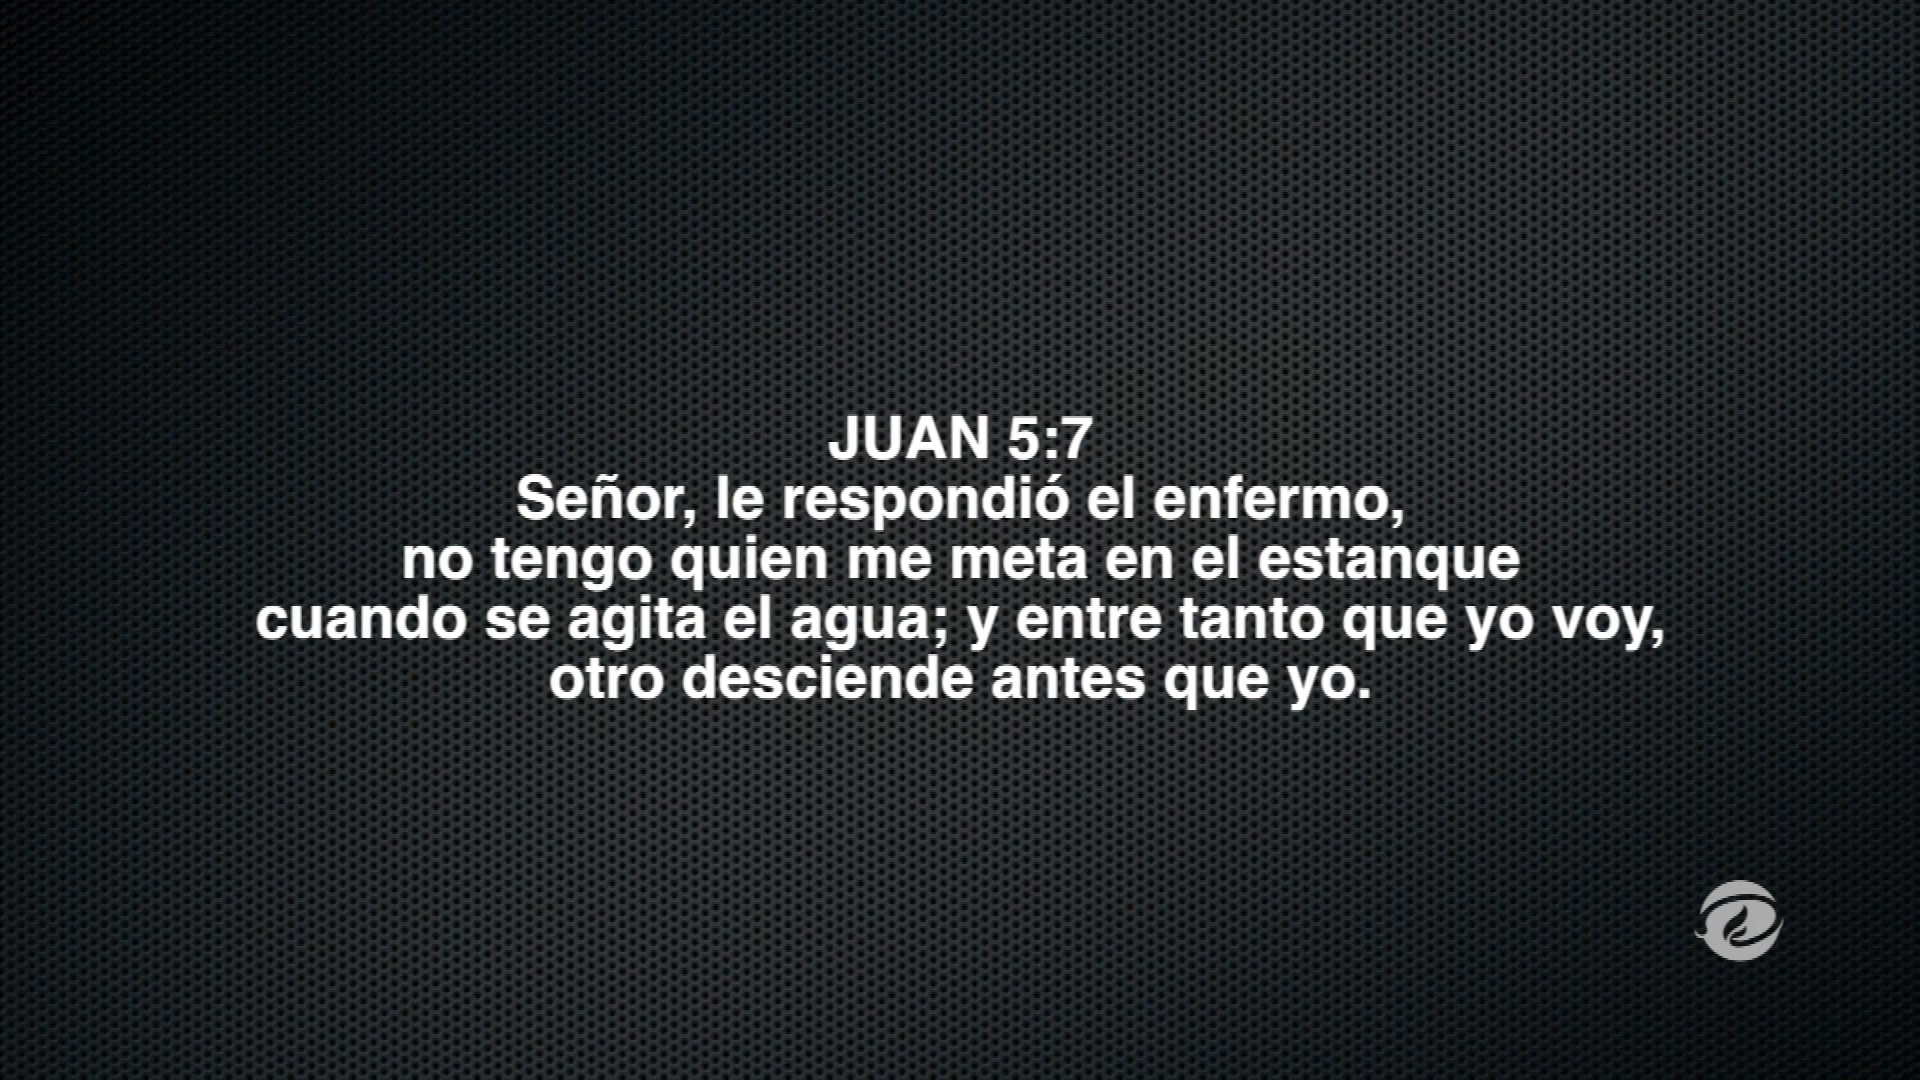 JUAN 5:7
Señor, le respondió el enfermo,
no tengo quien me meta en el estanque
cuando se agita el agua; y entre tanto que yo voy,
otro desciende antes que yo.